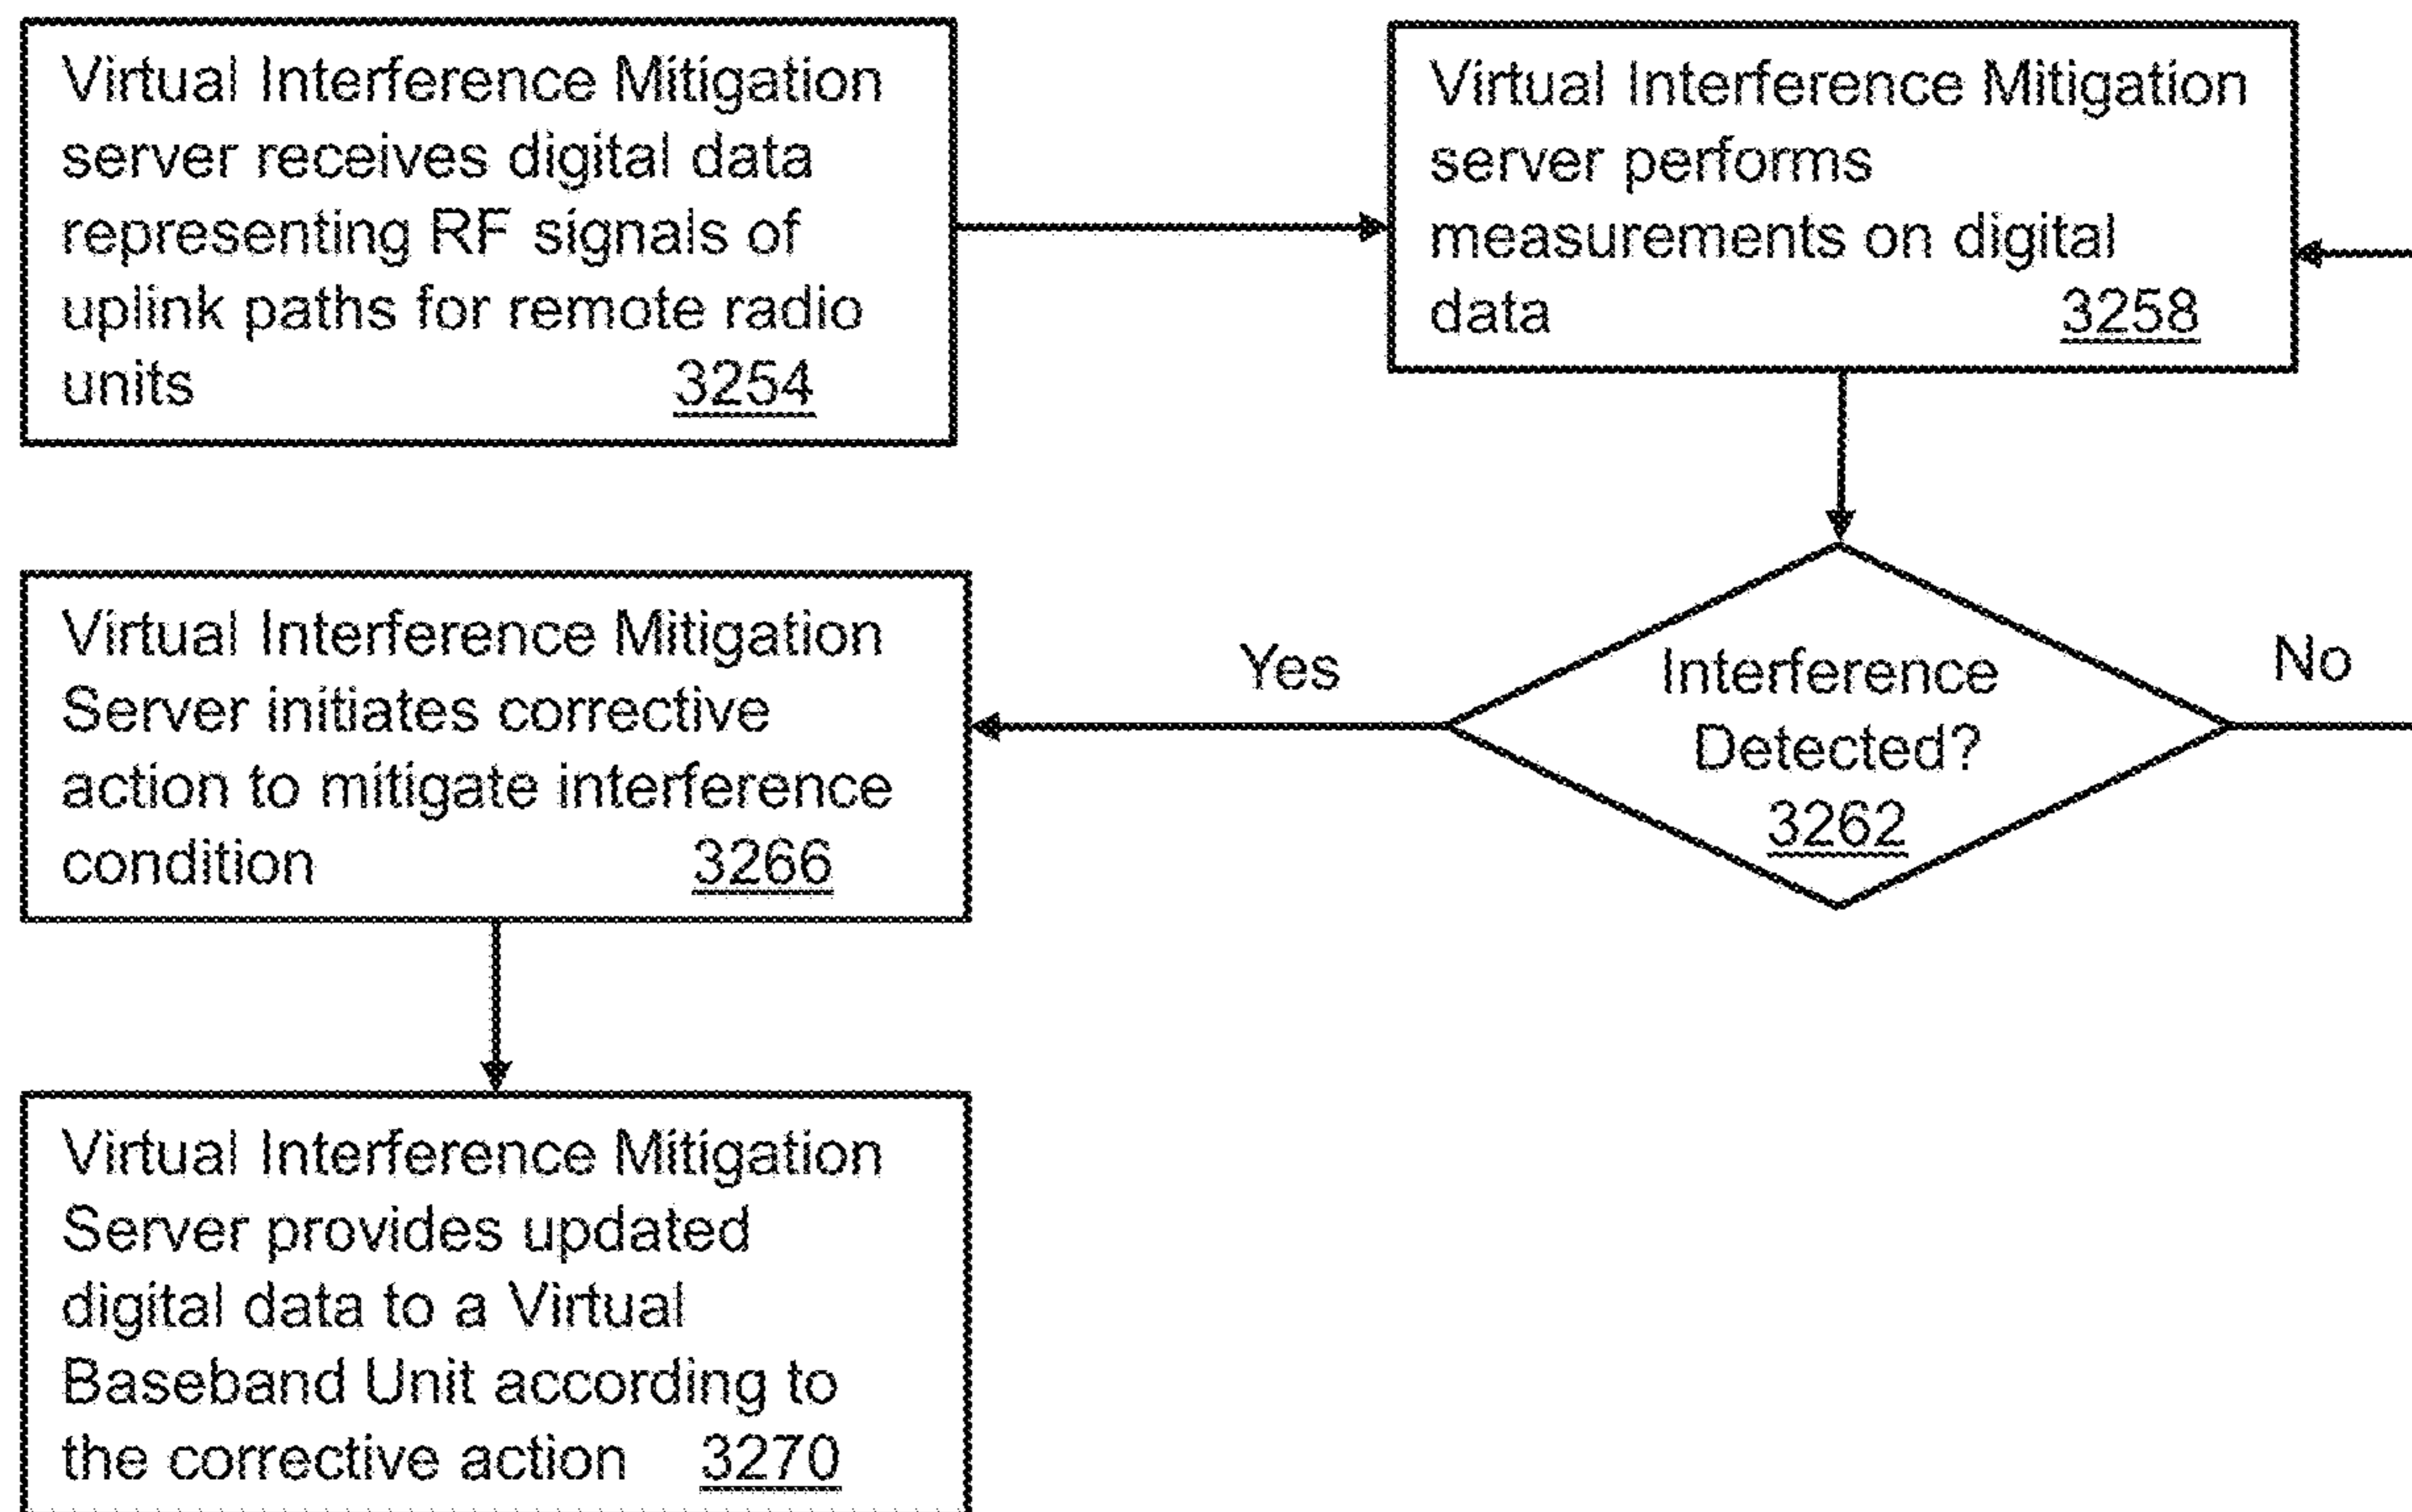 Virtual Interference Mitigation
server receives digital data
representing RF signals of
uplink paths for remote radio
units 3254
Virtual Interference Mitigation
server performs
measurements on digital
data 3258
Interference
Detected?
3262
Yes
No
Virtual Interference Mitigation
Server initiates corrective
action to mitigate interference
condition 3266
Virtual Interference Mitigation
Server provides updated
digital data to a Virtual
Baseband Unit according to
the corrective action 3270